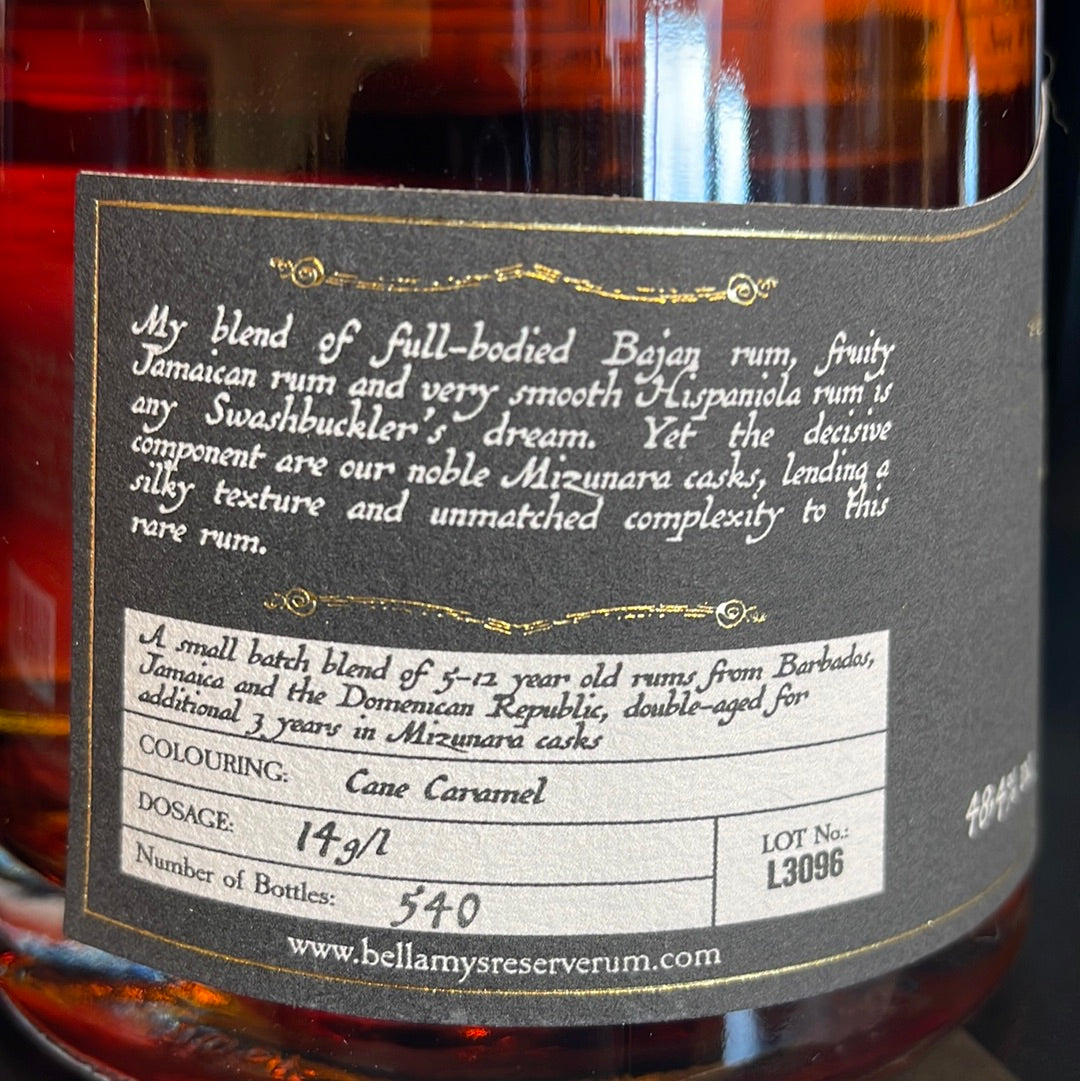 My blend of full-bodied Bajan rum, fruity
Jamaican rum and very smooth Hispaniola rum is
any Swashbuckler's dream. Yet the decisive
component are our noble Mizunara casks, lending a
silky texture and unmatched complexity to this
rare rum.
A small batch blend of 5-12 year old rums from Barbados,
Jamaica and the Domenican Republic, double-aged for
additional 3 years in Mizunara casks
COLOURING: Cane Caramel
DOSAGE: 14g/l
LOT No.:
L3096
Number of Bottles: 540
www.bellamysreserverum.com